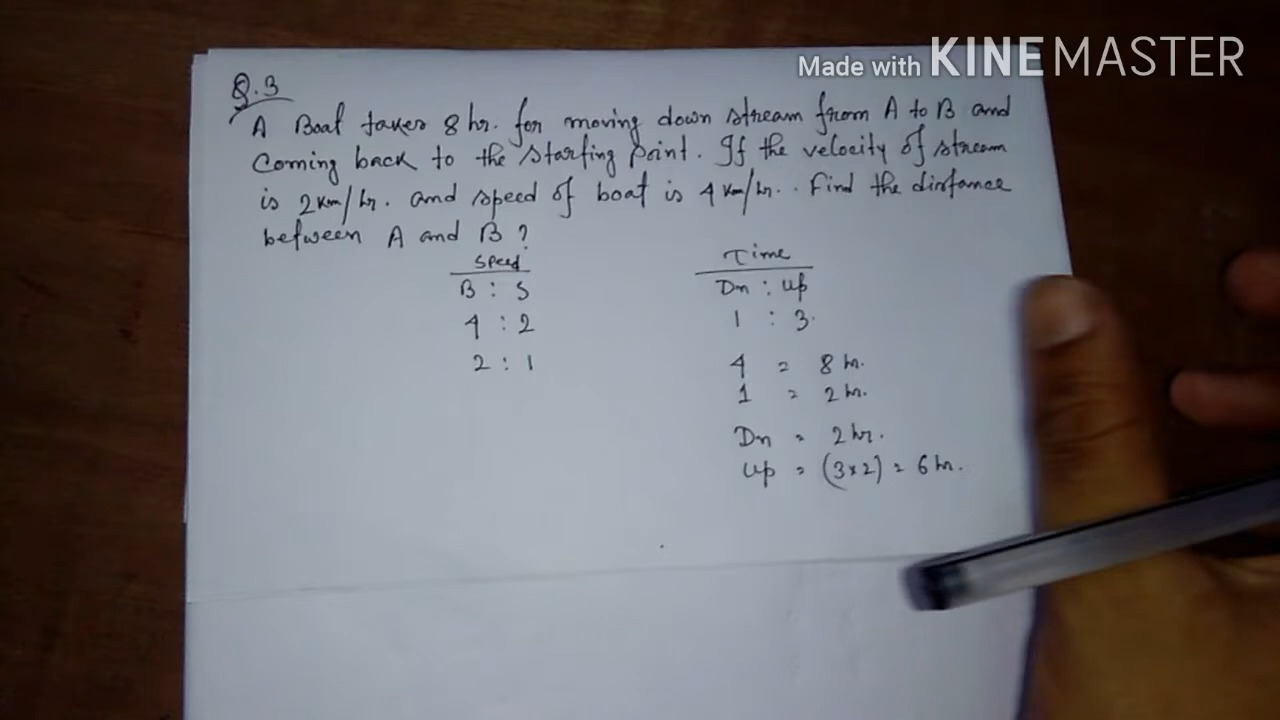 Made with KINEMASTER
Q.3
A Boat takes 8 hr. for moving down stream from A to B and
Coming back to the starting point. If the velocity of stream
is 2 km/hr. and speed of boat is 4 km/hr. . Find the distance
between A and B ?
Speed
B : S
4 : 2
2 : 1
Time
Dn : Up
1 : 3.
4 = 8 hr.
1 = 2 hr.
Dn = 2 hr.
Up = (3x2) = 6 hr.